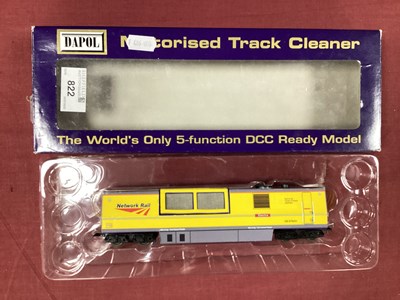 DAPOL
Motorised Track Cleaner
822
The World's Only 5-function DCC Ready Model
Network Rail